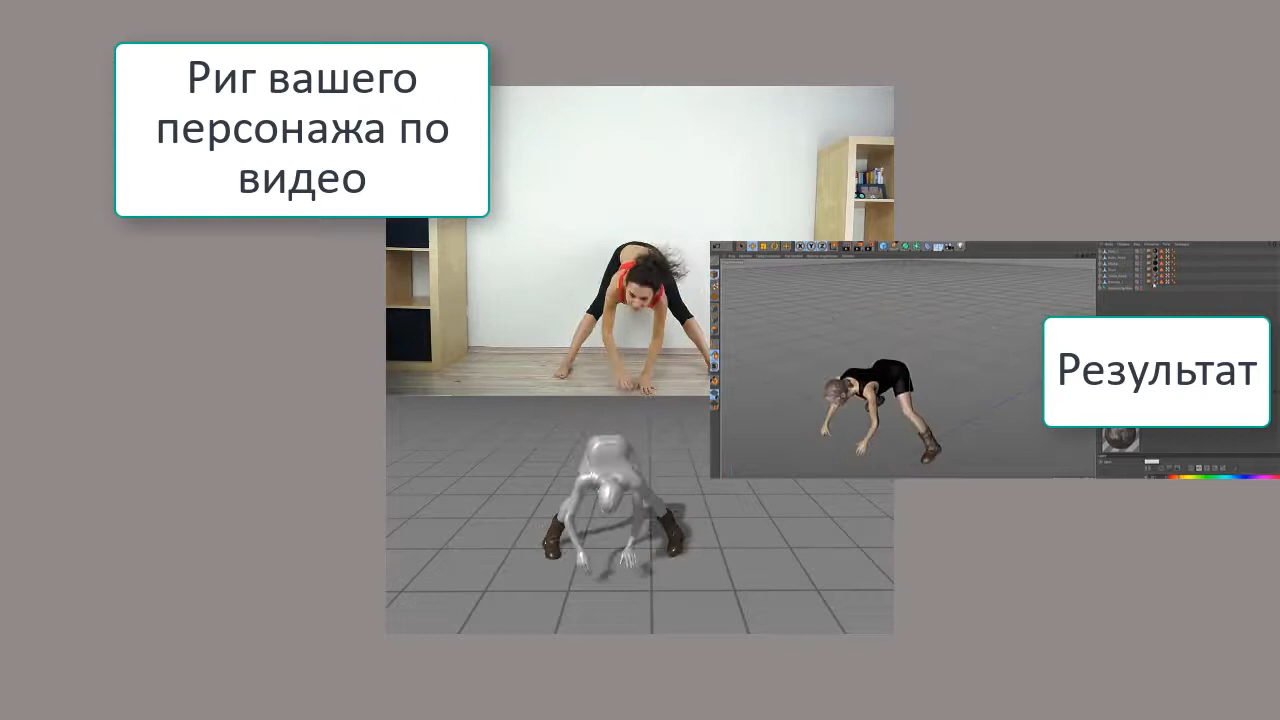 Риг вашего
персонажа по
видео
Результат